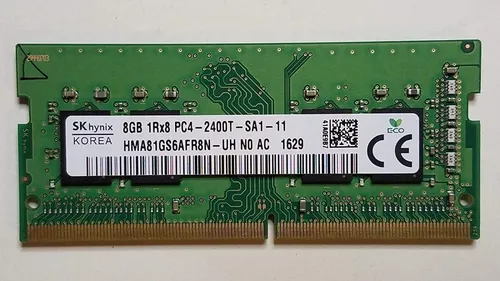 SK hynix
KOREA
8GB 1Rx8 PC4-2400T-SA1-11
HMA81GS6AFR8N-UH N0 AC 1629
ECO
CE